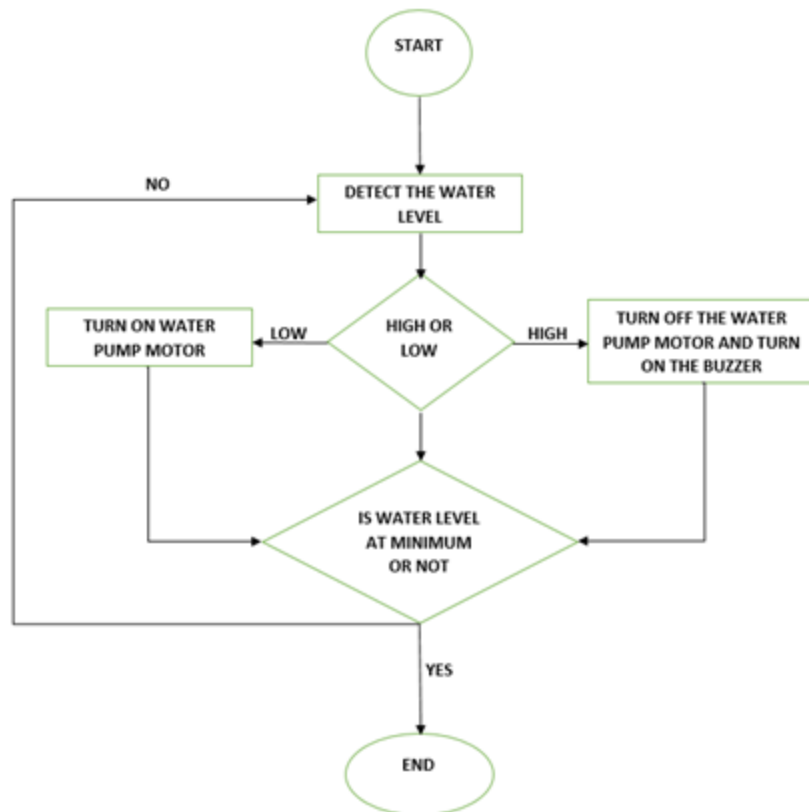 START
NO
DETECT THE WATER
LEVEL
TURN ON WATER
PUMP MOTOR
LOW
HIGH OR
LOW
HIGH
TURN OFF THE WATER
PUMP MOTOR AND TURN
ON THE BUZZER
IS WATER LEVEL
AT MINIMUM
OR NOT
YES
END